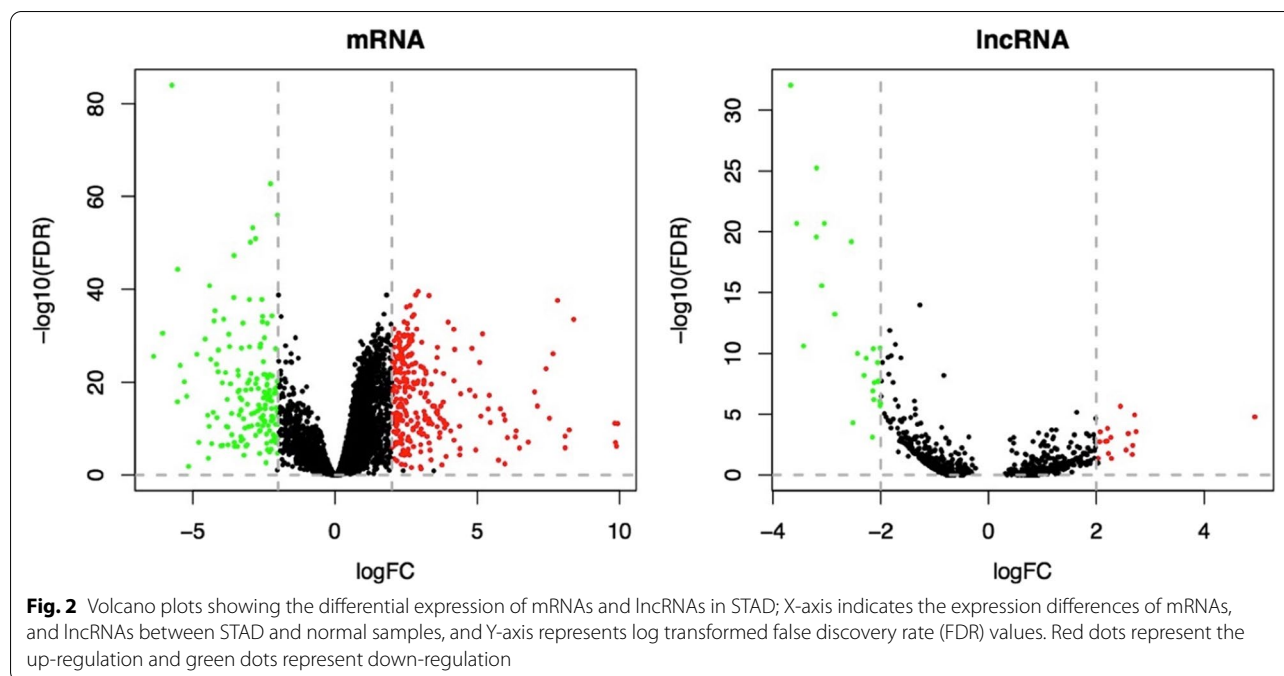 mRNA
lncRNA
80
60
40
20
0
−log10(FDR)
−5
0
5
10
logFC
30
25
20
15
10
5
0
−log10(FDR)
−4
−2
0
2
4
logFC
Fig. 2 Volcano plots showing the differential expression of mRNAs and lncRNAs in STAD; X-axis indicates the expression differences of mRNAs,
and lncRNAs between STAD and normal samples, and Y-axis represents log transformed false discovery rate (FDR) values. Red dots represent the
up-regulation and green dots represent down-regulation